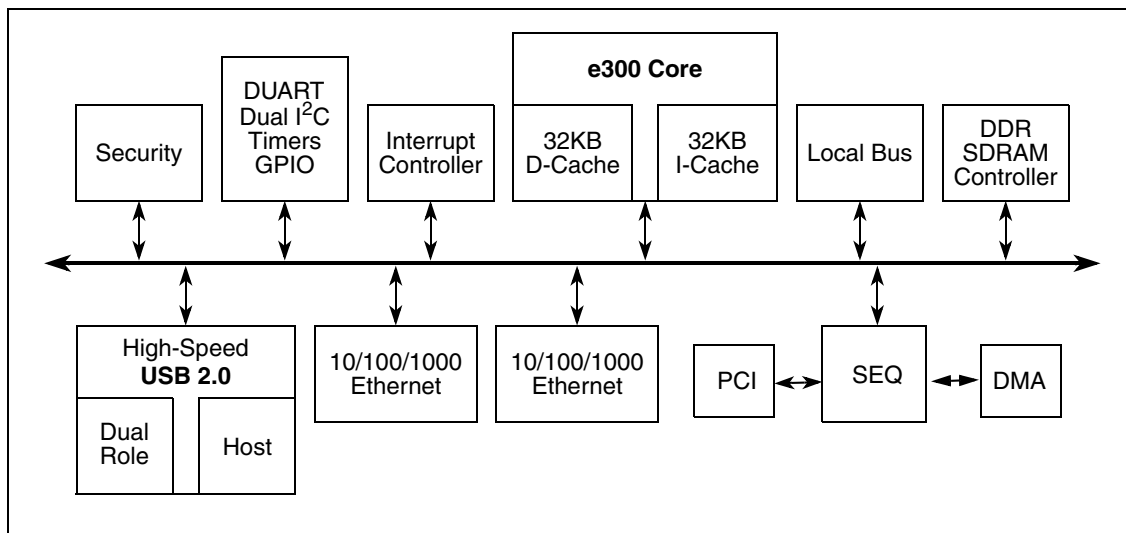 Security
DUART
Dual I²C
Timers
GPIO
Interrupt
Controller
e300 Core
32KB
D-Cache
32KB
I-Cache
Local Bus
DDR
SDRAM
Controller
High-Speed
USB 2.0
Dual
Role
Host
10/100/1000
Ethernet
10/100/1000
Ethernet
PCI
SEQ
DMA